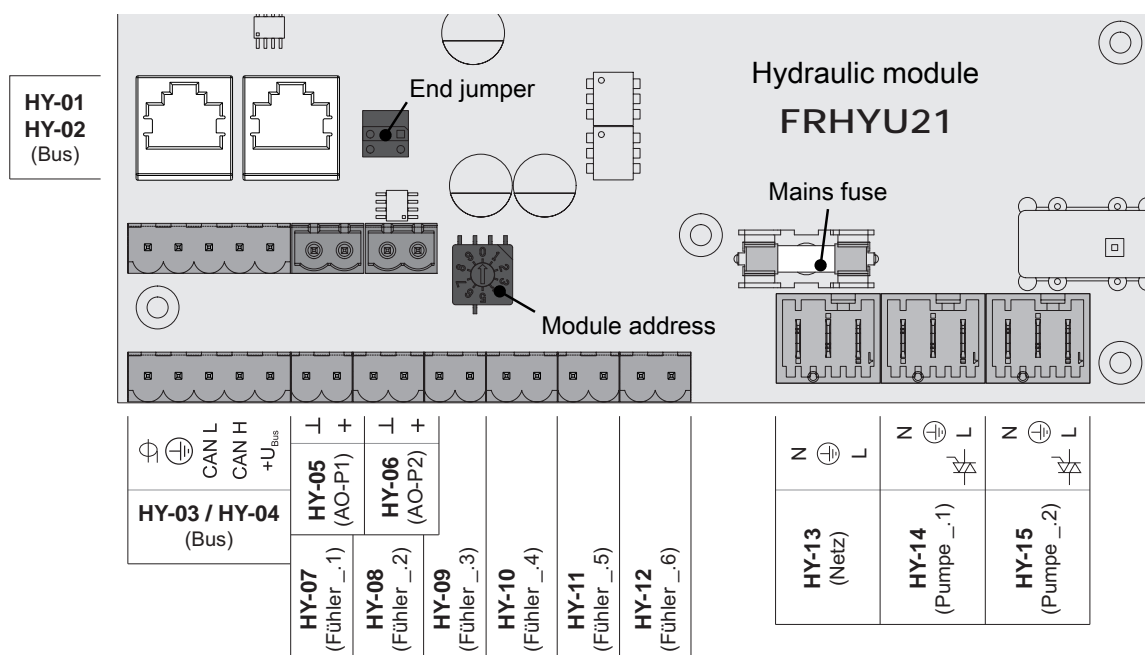 Hydraulic module
FRHYU21
End jumper
HY-01
HY-02
(Bus)
Mains fuse
Module address
CAN L
CAN H
+U Bus
HY-03 / HY-04
(Bus)
⊥ +
HY-05
(AO-P1)
⊥ +
HY-06
(AO-P2)
HY-07
(Fühler _.1)
HY-08
(Fühler _.2)
HY-09
(Fühler _.3)
HY-10
(Fühler _.4)
HY-11
(Fühler _.5)
HY-12
(Fühler _.6)
N L
HY-13
(Netz)
N L
HY-14
(Pumpe _.1)
N L
HY-15
(Pumpe _.2)